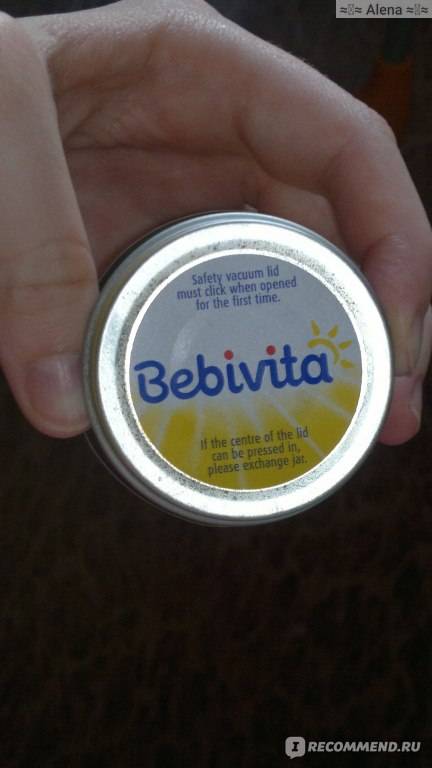 Alena
Safety vacuum lid
must click when opened
for the first time.
Bebivita
If the centre of the lid
can be pressed in,
please exchange jar.
I RECOMMEND.RU